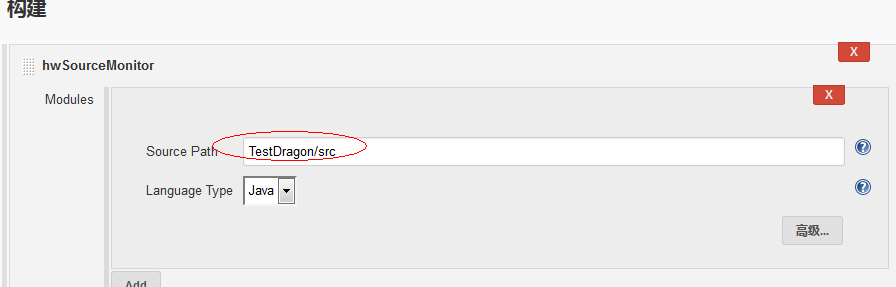 构建
X
hwSourceMonitor
Modules
X
Source Path TestDragon/src
Language Type Java
高级...
Add